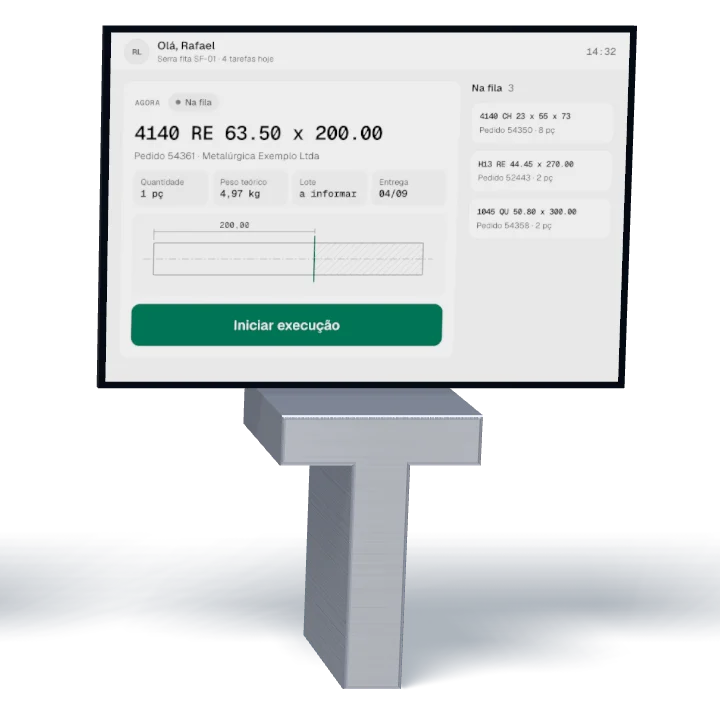 RL
Olá, Rafael
Serra fita SF-01 · 4 tarefas hoje
14:32
AGORA
Na fila
4140 RE 63.50 x 200.00
Pedido 54361 · Metalúrgica Exemplo Ltda
Quantidade
1 pç
Peso teórico
4,97 kg
Lote
a informar
Entrega
04/09
200.00
Iniciar execução
Na fila 3
4140 CH 23 x 55 x 73
Pedido 54350 · 8 pç
H13 RE 44.45 x 270.00
Pedido 52443 · 2 pç
1045 QU 50.80 x 300.00
Pedido 54358 · 2 pç